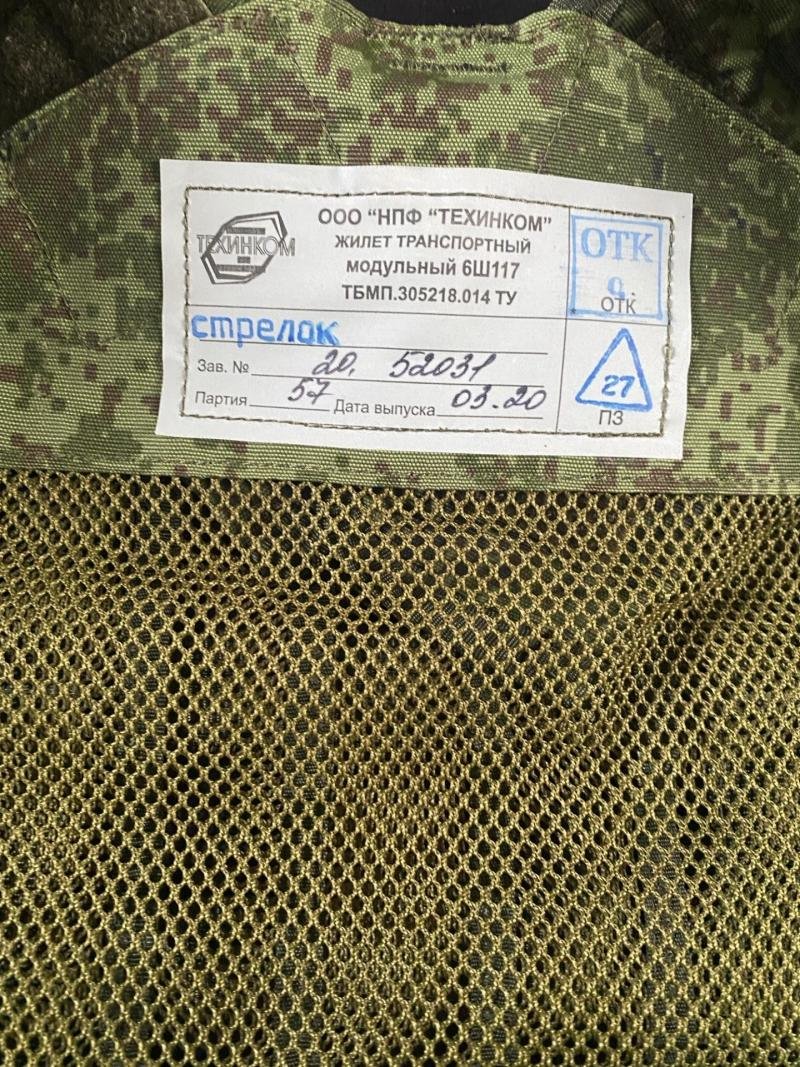 ТЕХИНКОМ
ООО "НПФ "ТЕХИНКОМ"
ЖИЛЕТ ТРАНСПОРТНЫЙ
МОДУЛЬНЫЙ 6Ш117
ТБМП.305218.014 ТУ
ОТК
9
ОТК
стрелок
Зав. № 20. 52031
Партия 57 Дата выпуска 03.20
27
ПЗ